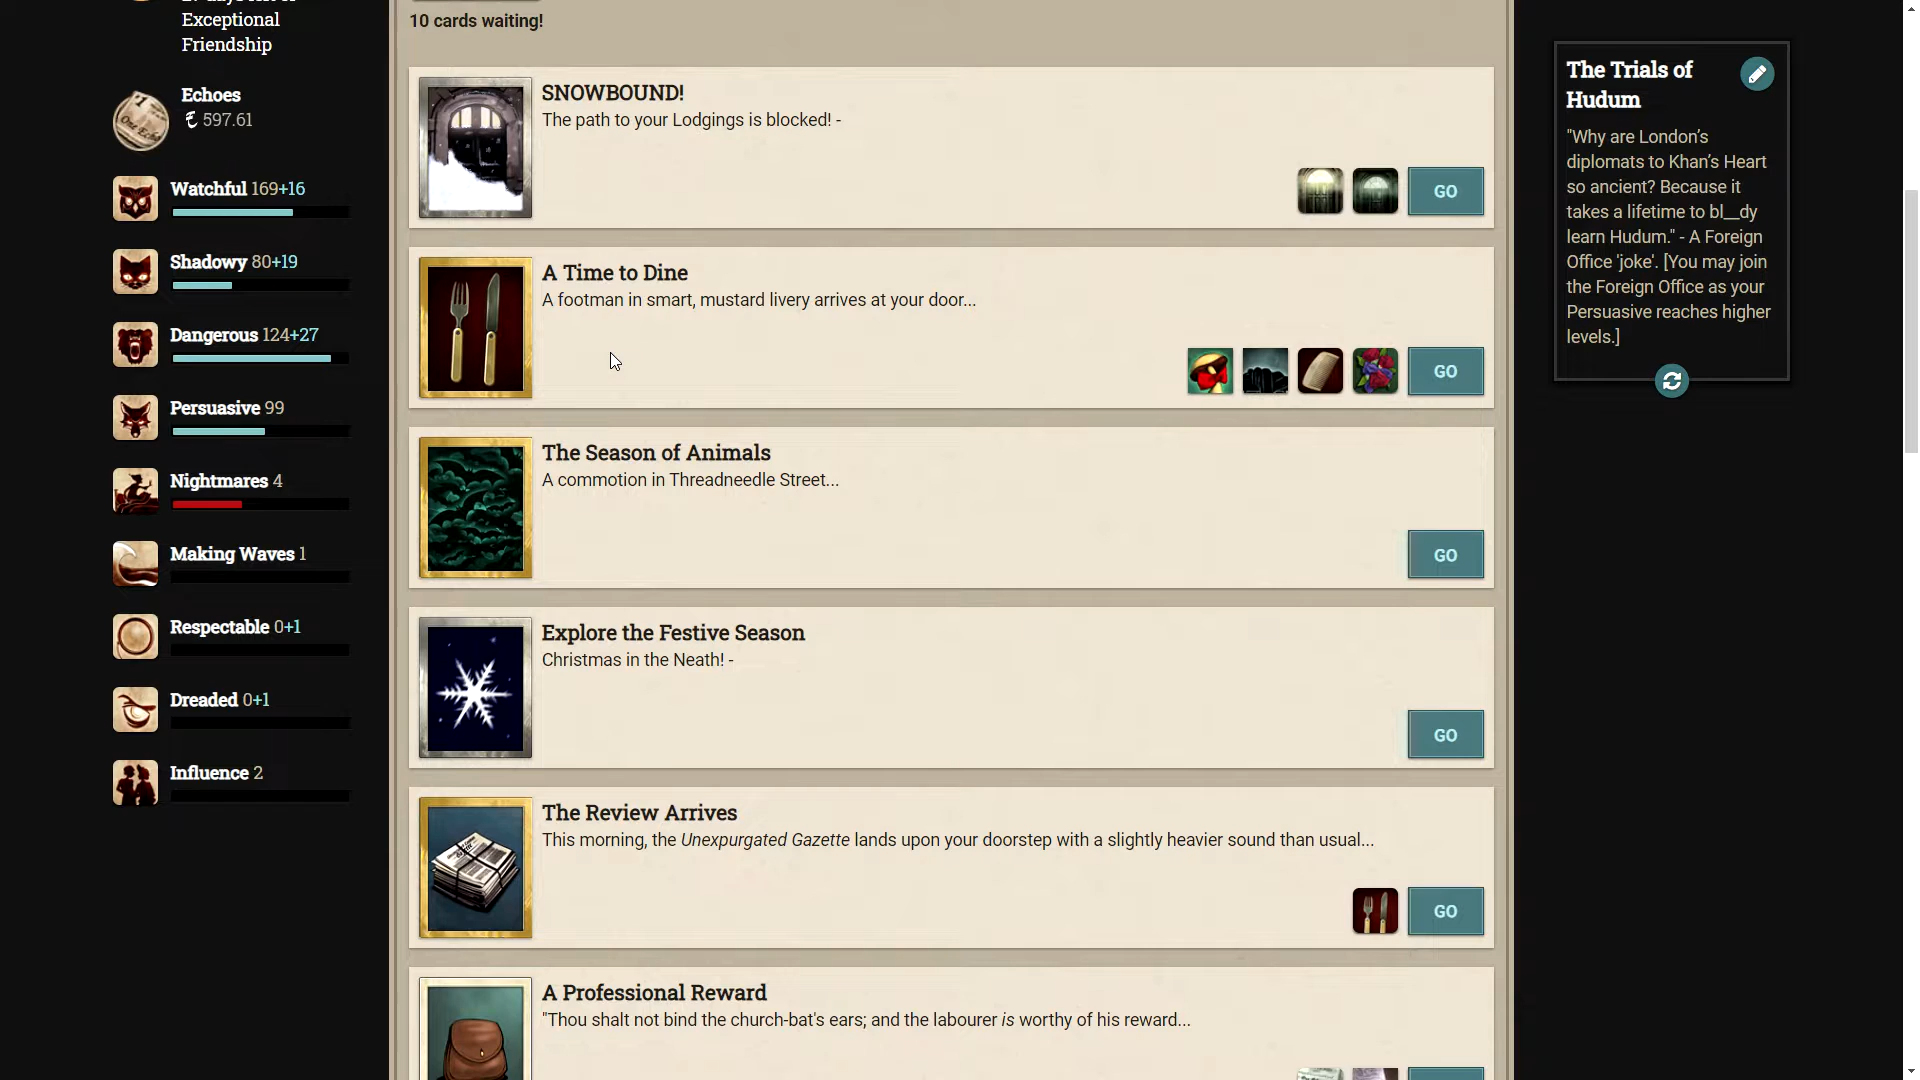 Exceptional
Friendship
Echoes
597.61
Watchful 169+16
Shadowy 80+19
Dangerous 124+27
Persuasive 99
Nightmares 4
Making Waves 1
Respectable 0+1
Dreaded 0+1
Influence 2
10 cards waiting!
SNOWBOUND!
The path to your Lodgings is blocked! -
GO
A Time to Dine
A footman in smart, mustard livery arrives at your door...
GO
The Season of Animals
A commotion in Threadneedle Street...
GO
Explore the Festive Season
Christmas in the Neath! -
GO
The Review Arrives
This morning, the Unexpurgated Gazette lands upon your doorstep with a slightly heavier sound than usual...
GO
A Professional Reward
"Thou shalt not bind the church-bat's ears; and the labourer is worthy of his reward...
The Trials of
Hudum
"Why are London’s
diplomats to Khan’s Heart
so ancient? Because it
takes a lifetime to bl__dy
learn Hudum." - A Foreign
Office 'joke'. [You may join
the Foreign Office as your
Persuasive reaches higher
levels.]